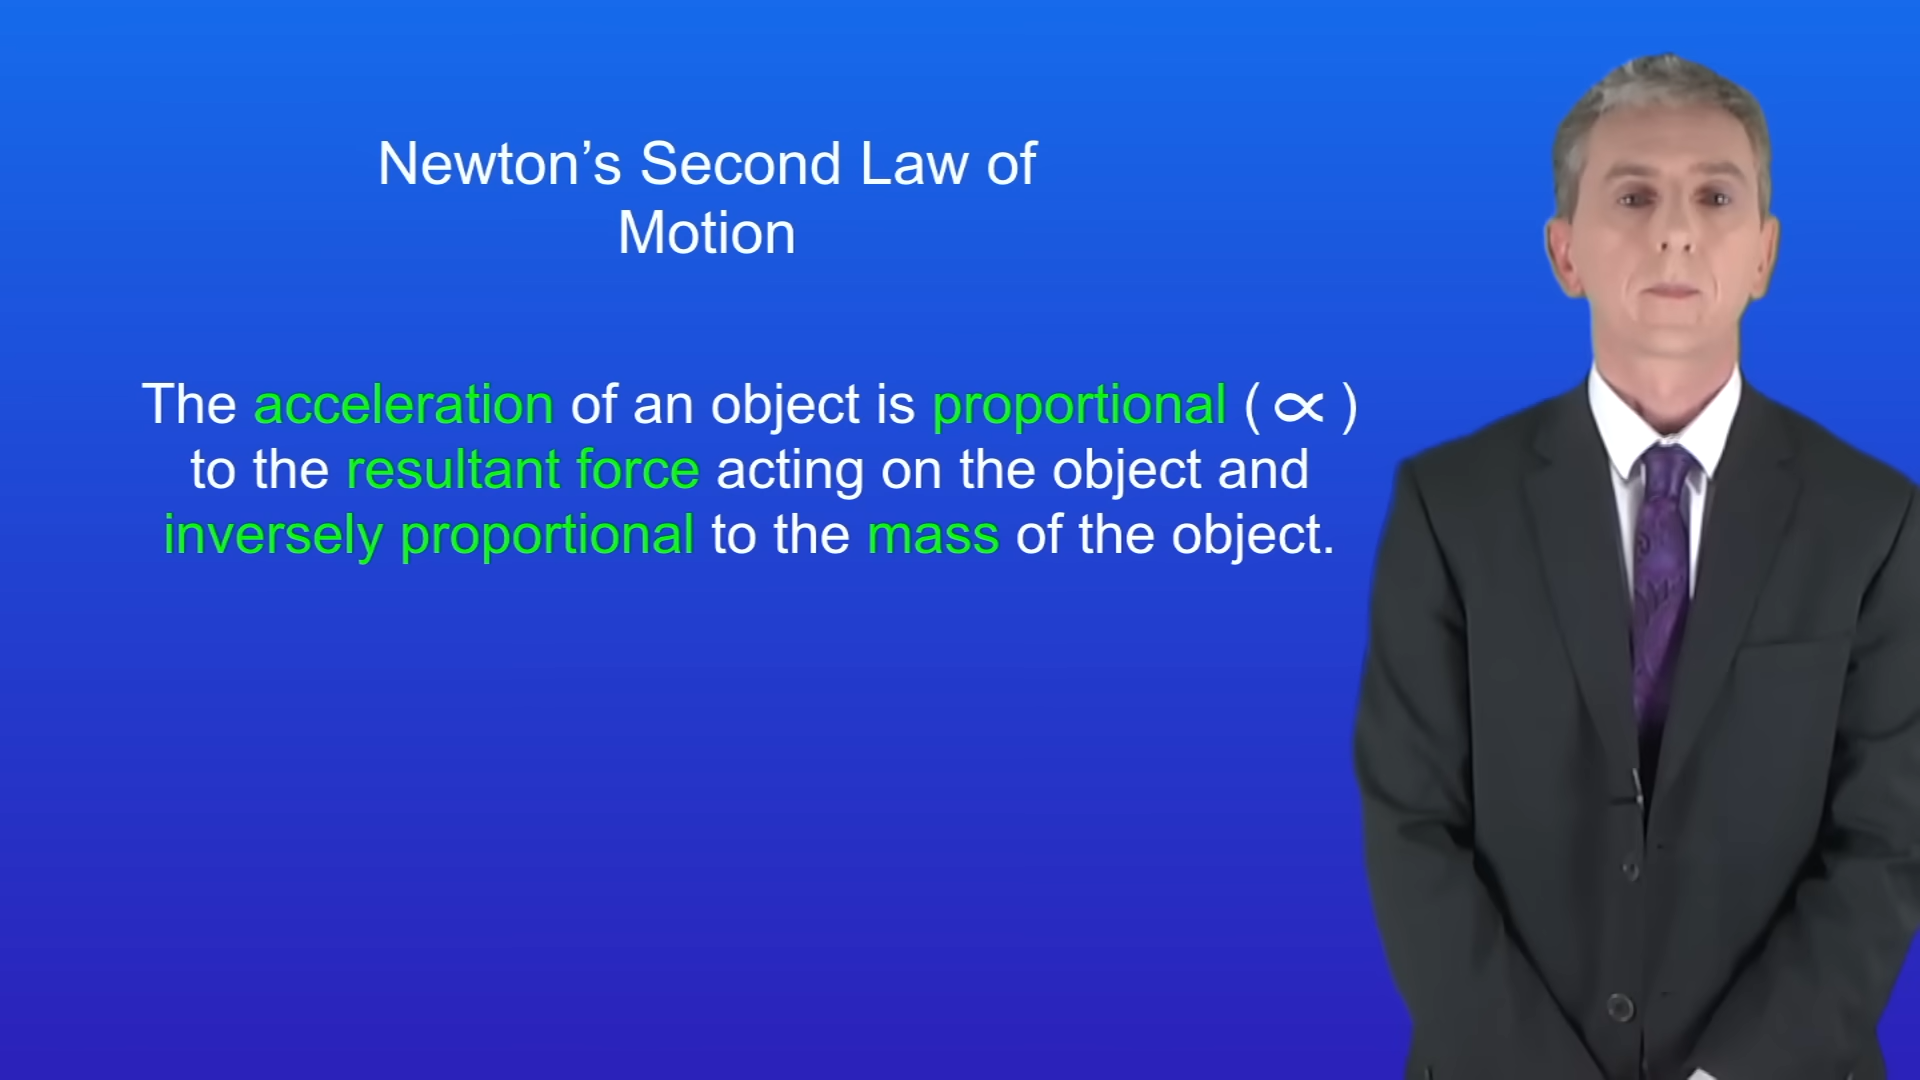 Newton’s Second Law of
Motion
The acceleration of an object is proportional ( ∝ )
to the resultant force acting on the object and
inversely proportional to the mass of the object.